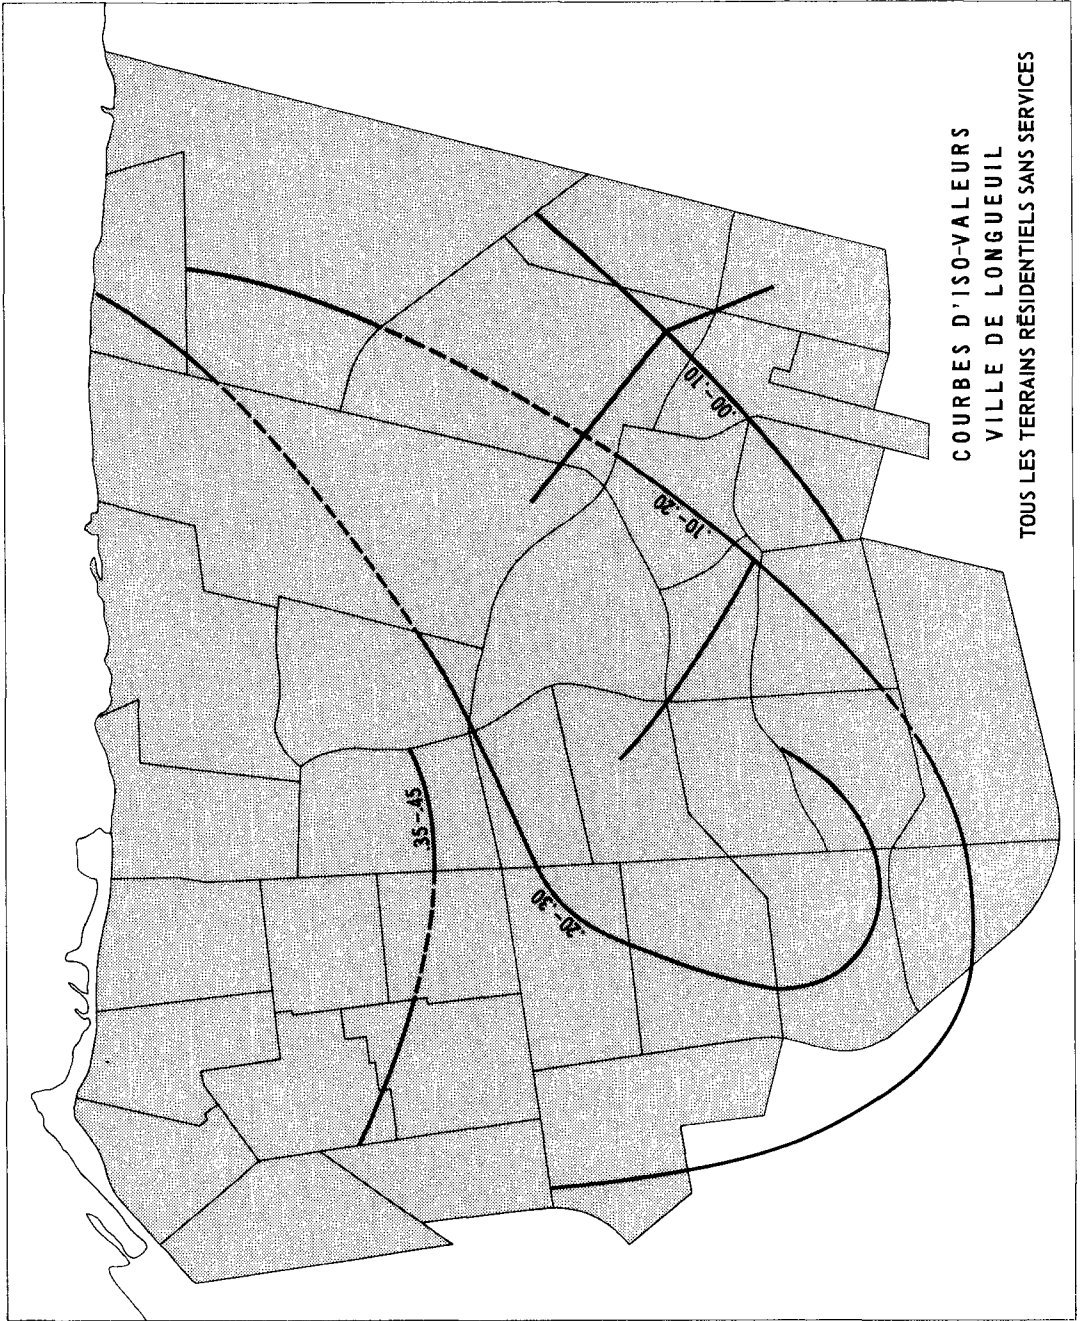 COURBES D'ISO-VALEURS
VILLE DE LONGUEUIL
TOUS LES TERRAINS RÉSIDENTIELS SANS SERVICES
.00-.10
.10-.20
.20-.30
.35-.45